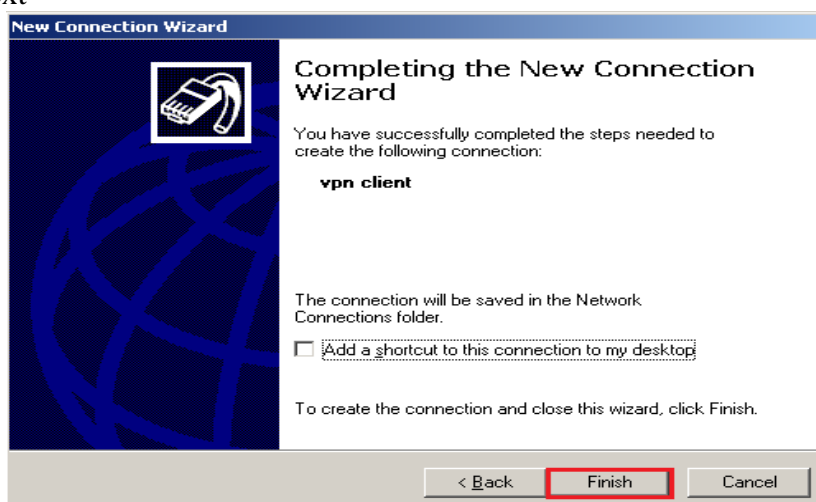 New Connection Wizard
Completing the New Connection
Wizard
You have successfully completed the steps needed to
create the following connection:
vpn client
The connection will be saved in the Network
Connections folder.
Add a shortcut to this connection to my desktop
To create the connection and close this wizard, click Finish.
< Back Finish Cancel